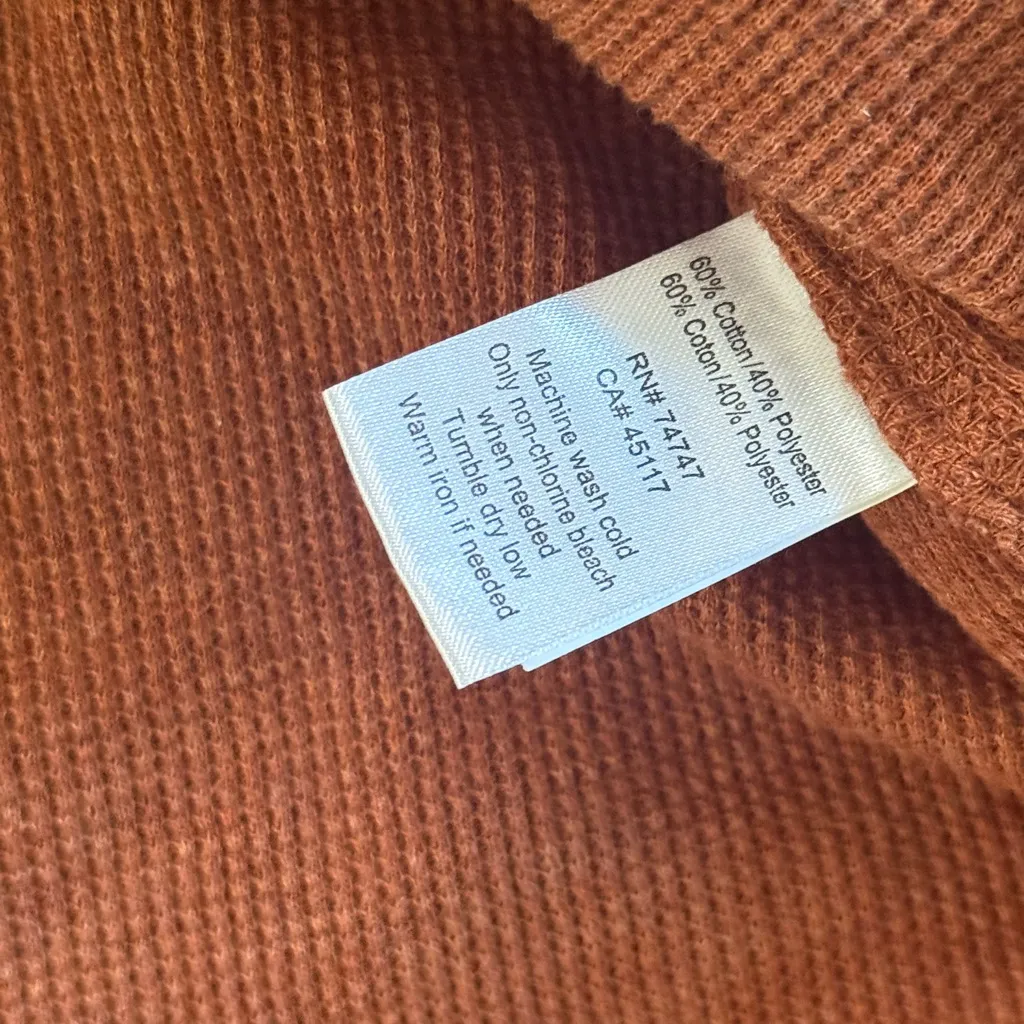 60% Cotton/40% Polyester
60% Coton/40% Polyester
RN# 74747
CA# 45117
Machine wash cold
Only non-chlorine bleach
when needed
Tumble dry low
Warm iron if needed